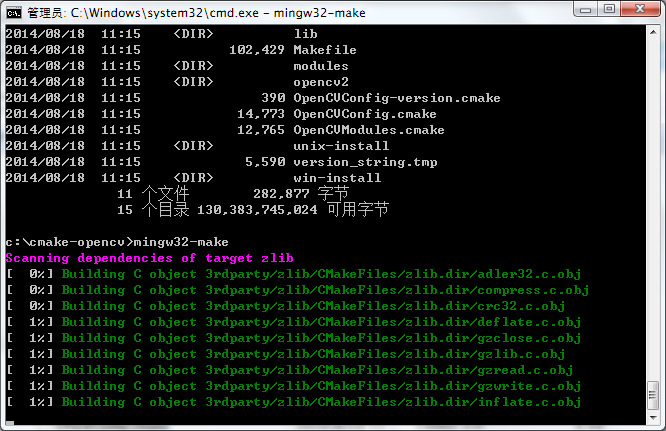 管理员: C:\Windows\system32\cmd.exe - mingw32-make
2014/08/18  11:15    <DIR>          lib
2014/08/18  11:15           102,429 Makefile
2014/08/18  11:15    <DIR>          modules
2014/08/18  11:15    <DIR>          opencv2
2014/08/18  11:15               390 OpenCVConfig-version.cmake
2014/08/18  11:15            14,773 OpenCVConfig.cmake
2014/08/18  11:15            12,765 OpenCVModules.cmake
2014/08/18  11:15    <DIR>          unix-install
2014/08/18  11:15             5,590 version_string.tmp
2014/08/18  11:15    <DIR>          win-install
              11 个文件        282,877 字节
              15 个目录 130,383,745,024 可用字节
c:\cmake-opencv>mingw32-make
Scanning dependencies of target zlib
[  0%] Building C object 3rdparty/zlib/CMakeFiles/zlib.dir/adler32.c.obj
[  0%] Building C object 3rdparty/zlib/CMakeFiles/zlib.dir/compress.c.obj
[  0%] Building C object 3rdparty/zlib/CMakeFiles/zlib.dir/crc32.c.obj
[  1%] Building C object 3rdparty/zlib/CMakeFiles/zlib.dir/deflate.c.obj
[  1%] Building C object 3rdparty/zlib/CMakeFiles/zlib.dir/gzclose.c.obj
[  1%] Building C object 3rdparty/zlib/CMakeFiles/zlib.dir/gzlib.c.obj
[  1%] Building C object 3rdparty/zlib/CMakeFiles/zlib.dir/gzread.c.obj
[  1%] Building C object 3rdparty/zlib/CMakeFiles/zlib.dir/gzwrite.c.obj
[  1%] Building C object 3rdparty/zlib/CMakeFiles/zlib.dir/inflate.c.obj